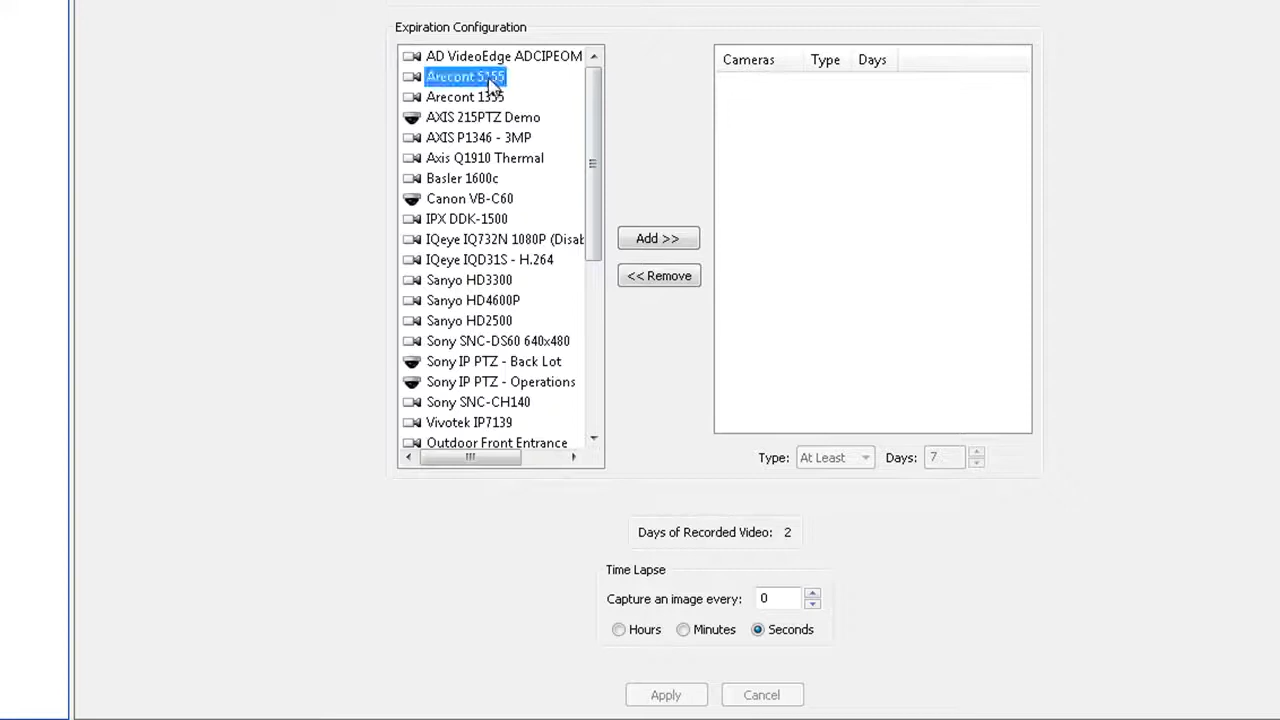 Expiration Configuration
AD VideoEdge ADCIPEOM
Arecont 5155
Arecont 1355
AXIS 215PTZ Demo
AXIS P1346 - 3MP
Axis Q1910 Thermal
Basler 1600c
Canon VB-C60
IPX DDK-1500
IQeye IQ732N 1080P (Disab
IQeye IQD31S - H.264
Sanyo HD3300
Sanyo HD4600P
Sanyo HD2500
Sony SNC-DS60 640x480
Sony IP PTZ - Back Lot
Sony IP PTZ - Operations
Sony SNC-CH140
Vivotek IP7139
Outdoor Front Entrance
Add >>
<< Remove
Cameras Type Days
Type: At Least Days: 7
Days of Recorded Video: 2
Time Lapse
Capture an image every: 0
Hours Minutes Seconds
Apply Cancel